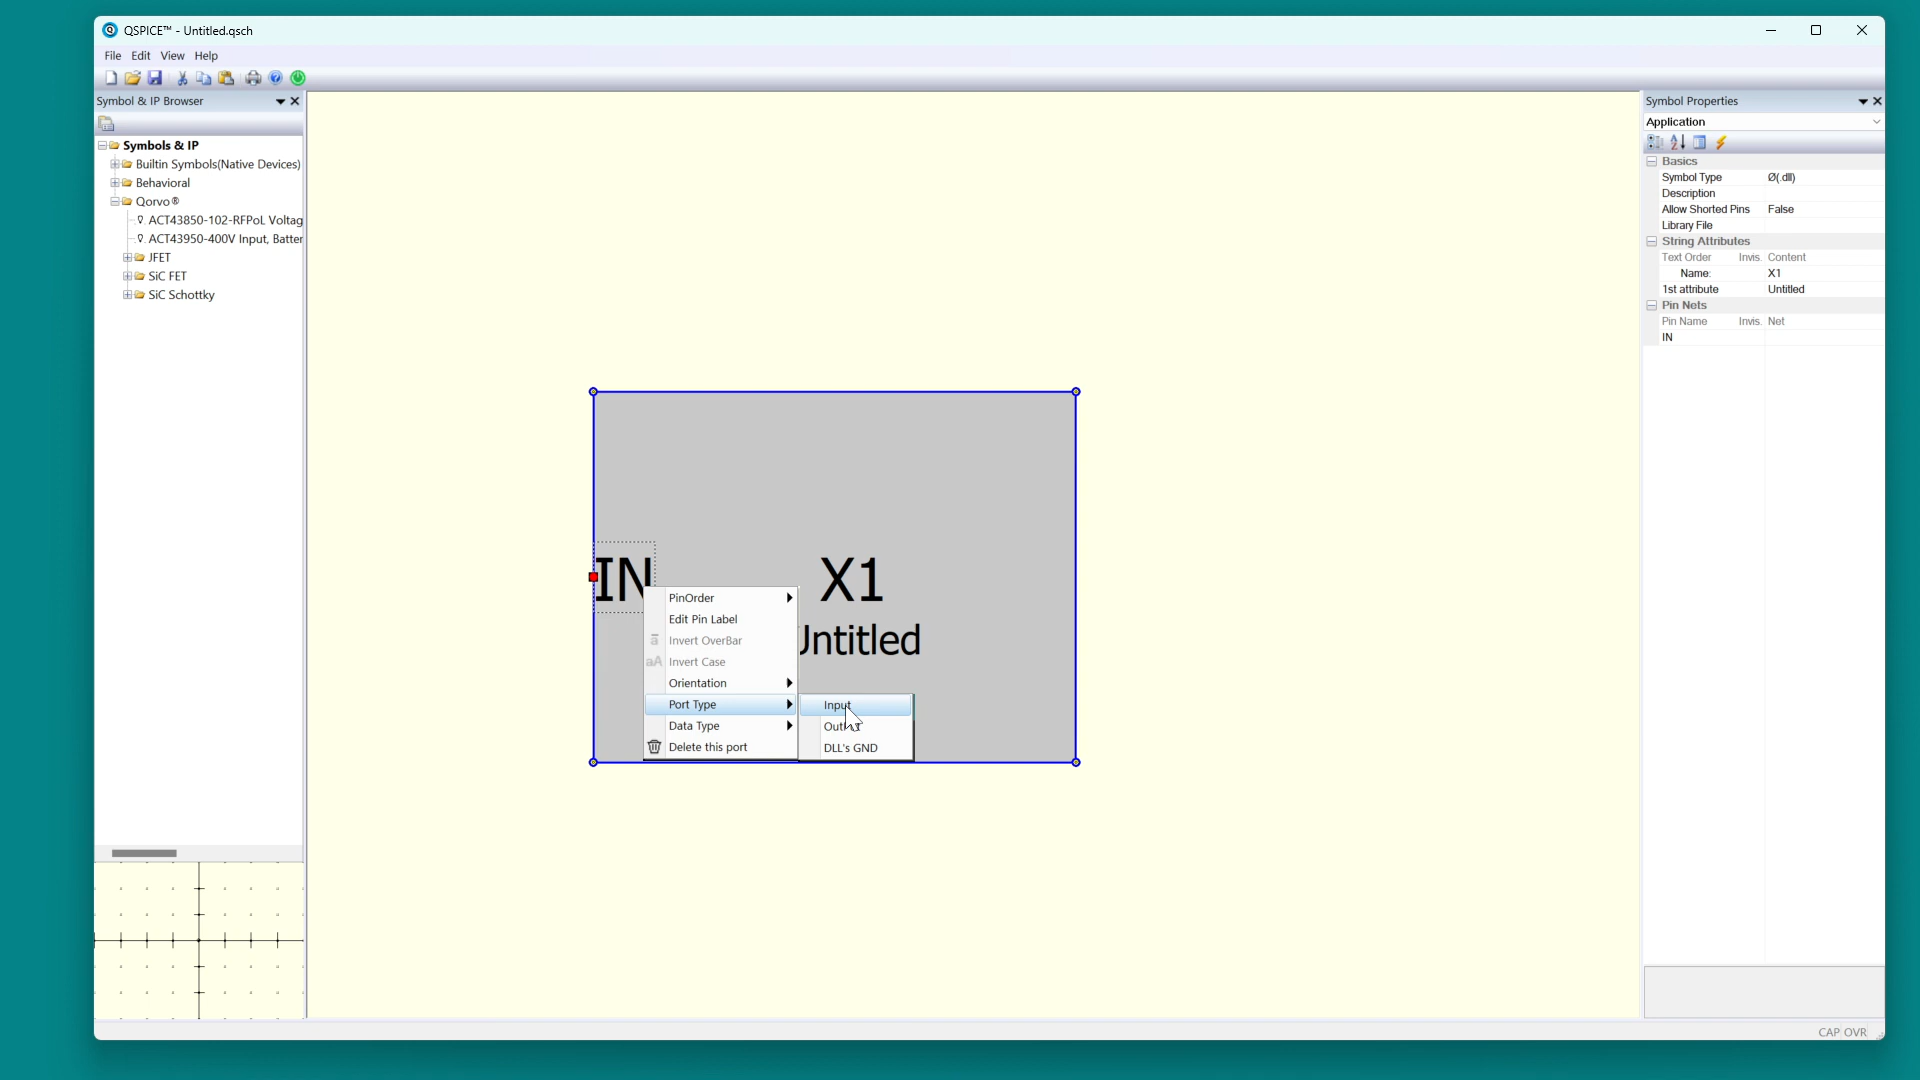 QSPICE™ - Untitled.qsch
File Edit View Help
Symbol & IP Browser
Symbols & IP
Builtin Symbols(Native Devices)
Behavioral
Qorvo®
ACT43850-102-RFPoL Voltag
ACT43950-400V Input, Batter
JFET
SiC FET
SiC Schottky
IN
X1
Untitled
PinOrder
Edit Pin Label
Invert OverBar
Invert Case
Orientation
Port Type
Data Type
Delete this port
Input
DLL's GND
Symbol Properties
Application
Basics
Symbol Type Ø(.dll)
Description
Allow Shorted Pins False
Library File
String Attributes
Text Order Invis. Content
Name: X1
1st attribute Untitled
Pin Nets
Pin Name Invis. Net
IN
CAP OVR